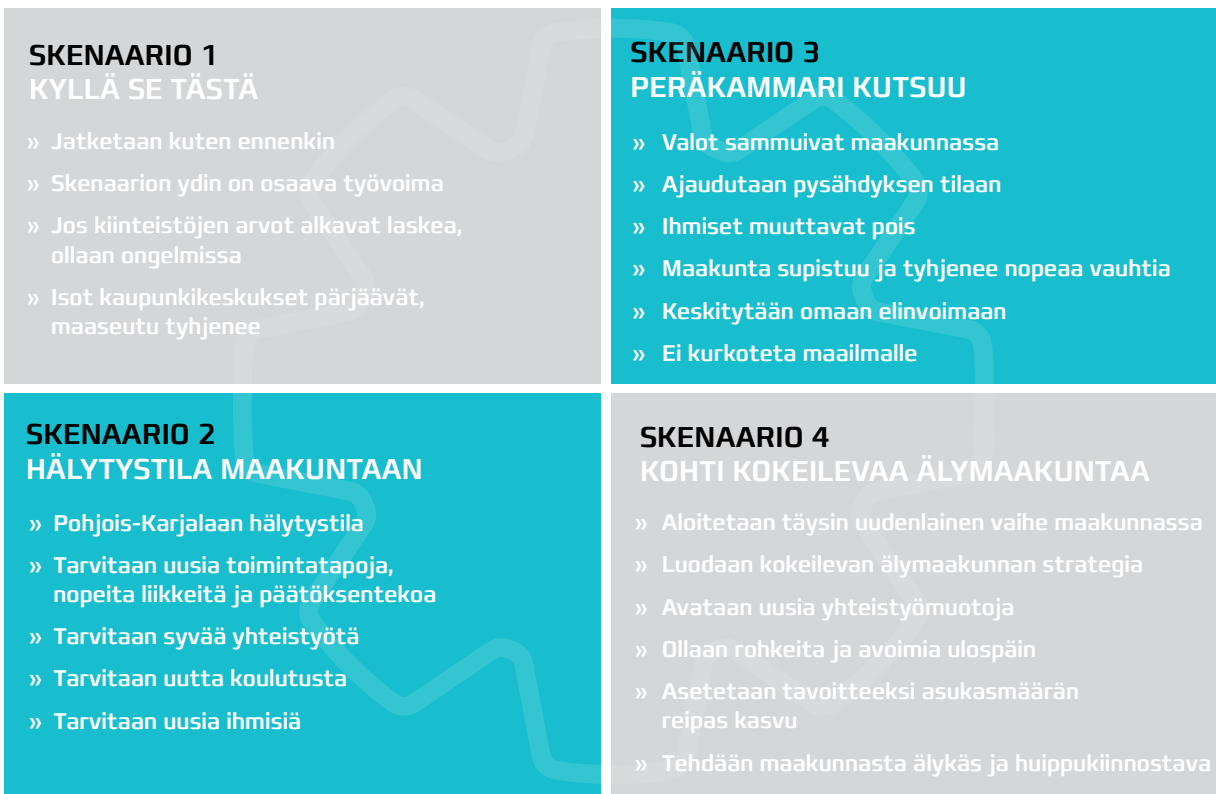 SKENAARIO 1
KYLLÄ SE TÄSTÄ
» Jatketaan kuten ennenkin
» Skenaarion ydin on osaava työvoima
» Jos kiinteistöjen arvot alkavat laskea,
ollaan ongelmissa
» Isot kaupunkikeskukset pärjäävät,
maaseutu tyhjenee
SKENAARIO 2
HÄLYTYSTILA MAAKUNTAAN
» Pohjois-Karjalaan hälytystila
» Tarvitaan uusia toimintatapoja,
nopeita liikkeitä ja päätöksentekoa
» Tarvitaan syvää yhteistyötä
» Tarvitaan uutta koulutusta
» Tarvitaan uusia ihmisiä
SKENAARIO 3
PERÄKAMMARI KUTSUU
» Valot sammuivat maakunnassa
» Ajaudutaan pysähdyksen tilaan
» Ihmiset muuttavat pois
» Maakunta supistuu ja tyhjenee nopeaa vauhtia
» Keskitytään omaan elinvoimaan
» Ei kurkoteta maailmalle
SKENAARIO 4
KOHTI KOKEILEVAA ÄLYMAAKUNTAA
» Aloitetaan täysin uudenlainen vaihe maakunnassa
» Luodaan kokeilevan älymaakunnan strategia
» Avataan uusia yhteistyömuotoja
» Ollaan rohkeita ja avoimia ulospäin
» Asetetaan tavoitteeksi asukasmäärän
reipas kasvu
» Tehdään maakunnasta älykäs ja huippukiinnostava